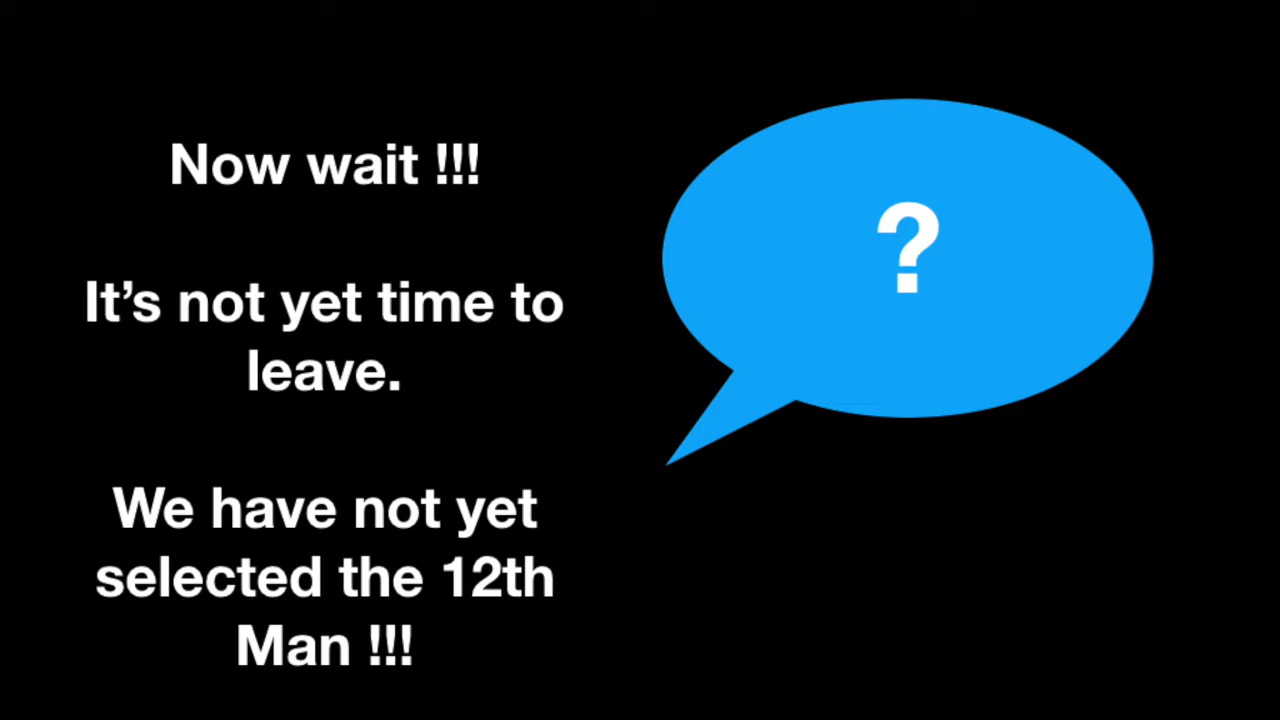 Now wait !!!
It’s not yet time to
leave.
We have not yet
selected the 12th
Man !!!
?